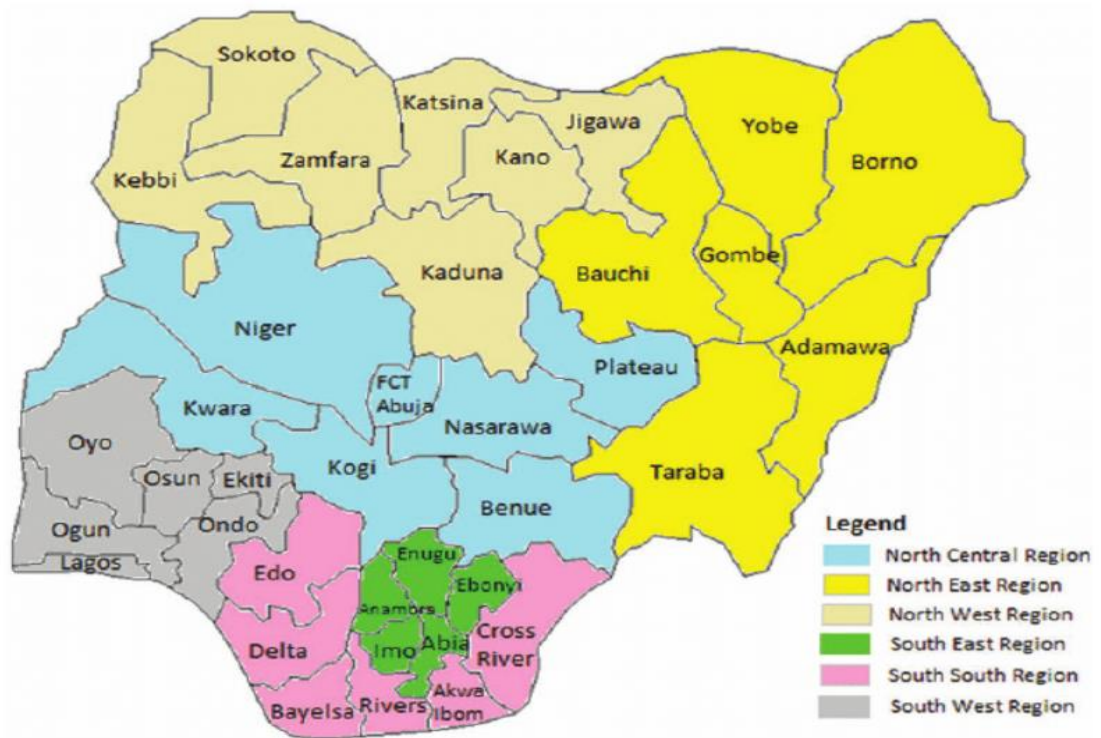 Sokoto
Katsina
Jigawa
Yobe
Borno
Kano
Zamfara
Kebbi
Gombe
Bauchi
Kaduna
Niger
Adamawa
Plateau
FCT
Abuja
Kwara
Nasarawa
Oyo
Kogi
Taraba
Osun
Ekiti
Benue
Ogun
Ondo
Lagos
Enugu
Edo
Ebonyi
Anambra
Cross
River
Delta
Imo
Abia
Akwa
Ibom
Bayelsa
Rivers
Legend
North Central Region
North East Region
North West Region
South East Region
South South Region
South West Region